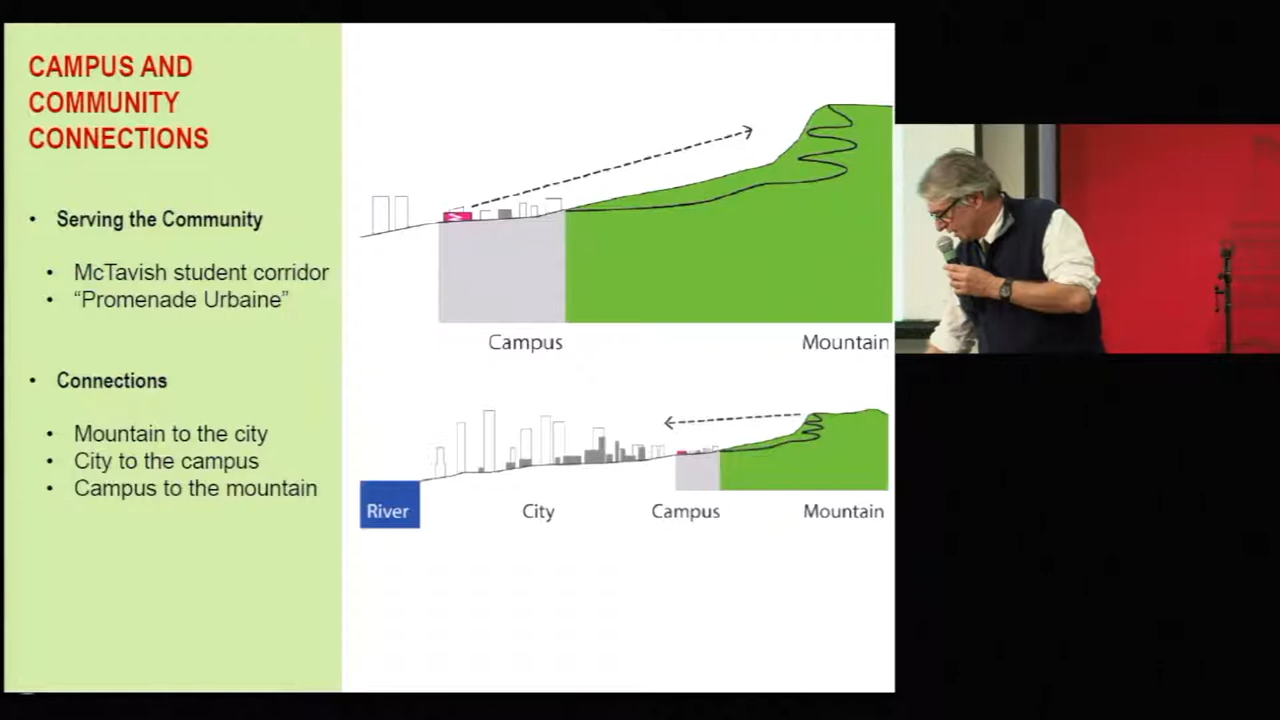 CAMPUS AND
COMMUNITY
CONNECTIONS
• Serving the Community
• McTavish student corridor
• “Promenade Urbaine”
• Connections
• Mountain to the city
• City to the campus
• Campus to the mountain
Campus
Mountain
River
City
Campus
Mountain